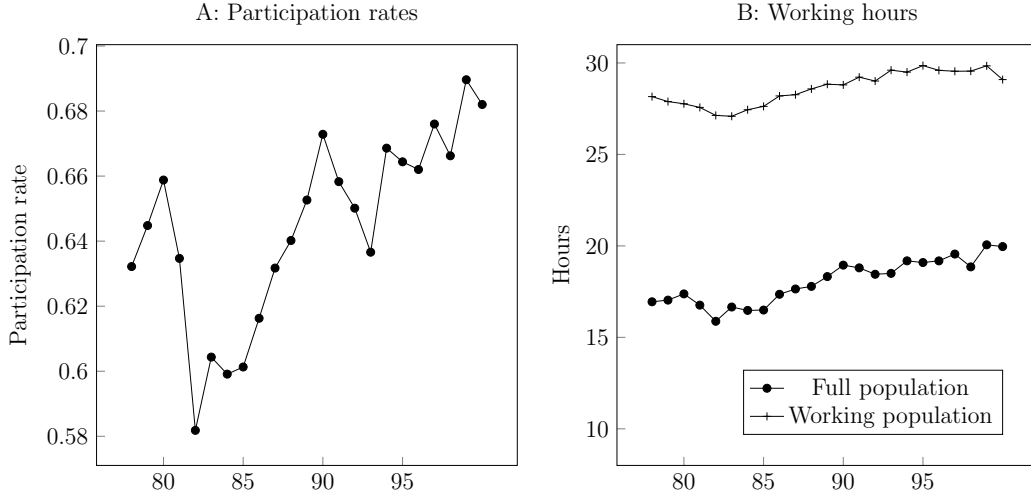 A: Participation rates
0.7
0.68
0.66
0.64
0.62
0.6
0.58
Participation rate
80 85 90 95
B: Working hours
30
25
20
15
10
Hours
Full population
Working population
80 85 90 95